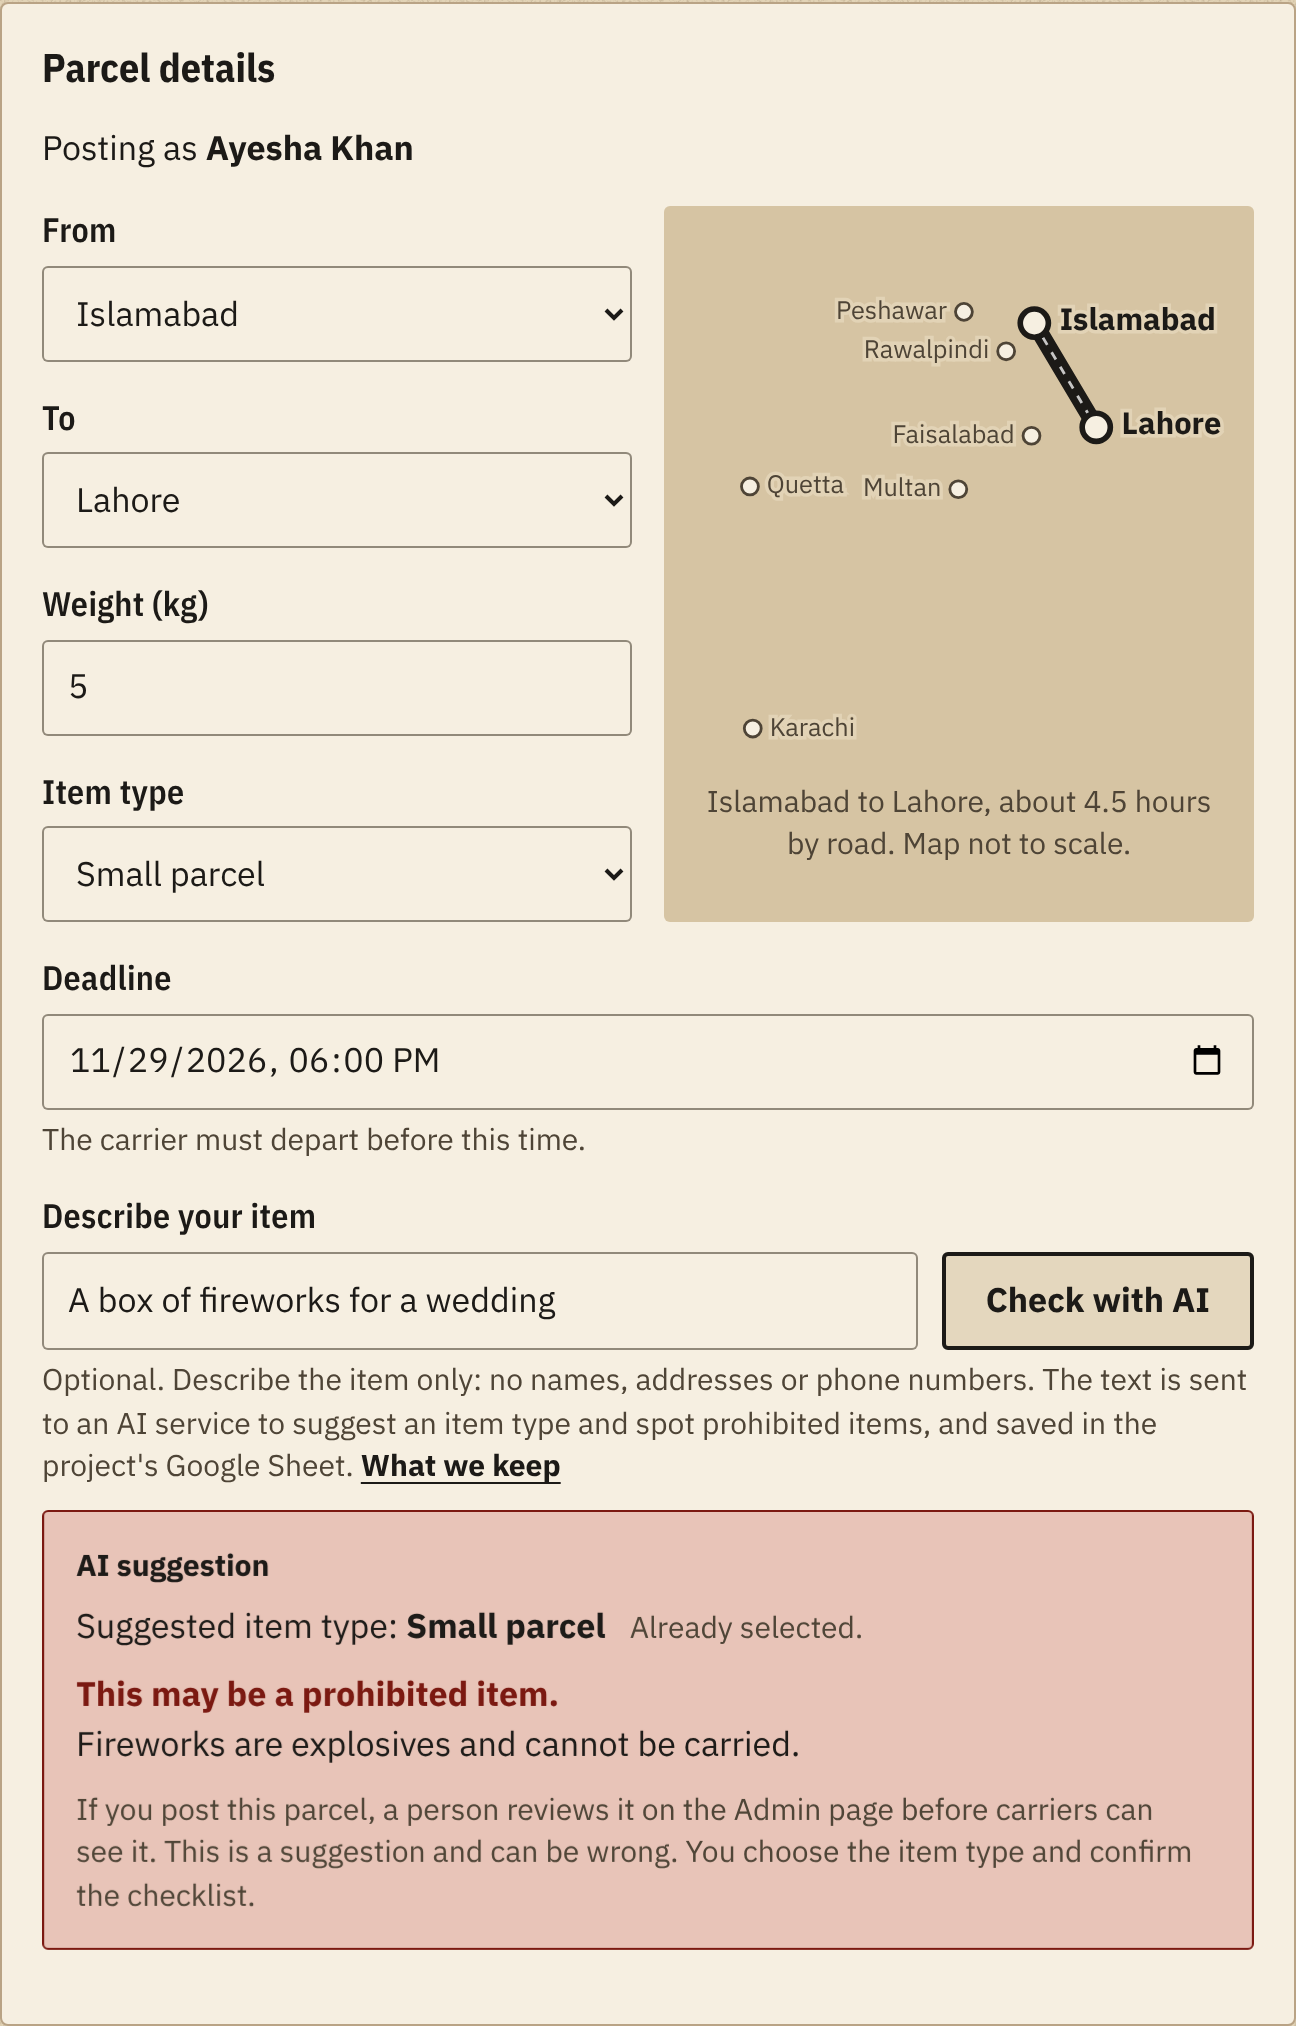 Parcel details
Posting as Ayesha Khan
From
Islamabad
To
Lahore
Weight (kg)
5
Item type
Small parcel
Peshawar
Islamabad
Rawalpindi
Lahore
Faisalabad
Quetta
Multan
Karachi
Islamabad to Lahore, about 4.5 hours
by road. Map not to scale.
Deadline
11/29/2026, 06:00 PM
The carrier must depart before this time.
Describe your item
A box of fireworks for a wedding
Check with AI
Optional. Describe the item only: no names, addresses or phone numbers. The text is sent
to an AI service to suggest an item type and spot prohibited items, and saved in the
project's Google Sheet. What we keep
AI suggestion
Suggested item type: Small parcel Already selected.
This may be a prohibited item.
Fireworks are explosives and cannot be carried.
If you post this parcel, a person reviews it on the Admin page before carriers can
see it. This is a suggestion and can be wrong. You choose the item type and confirm
the checklist.